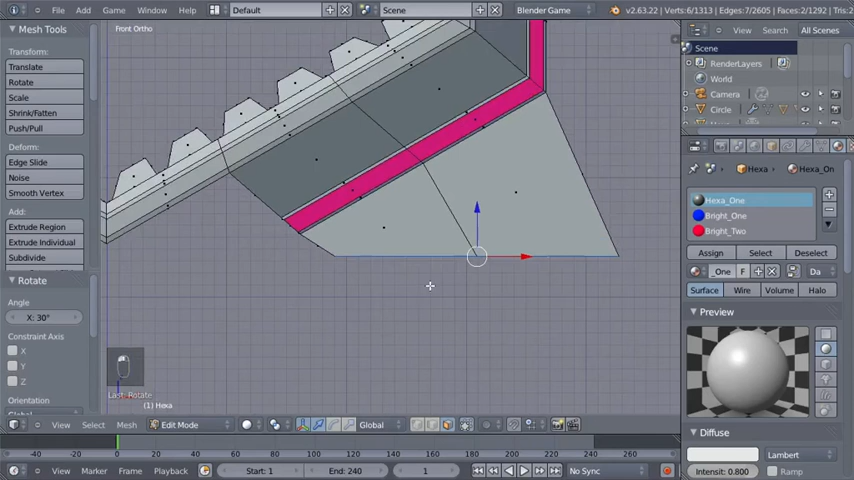 File Add Window Help Default Scene Blender Game v2.63.22 | Verts:6/1313 | Edges:7/2605 | Faces:2/1292 | Tris:2
Mesh Tools
Transform:
Translate
Rotate
Scale
Shrink/Fatten
Push/Pull
Deform:
Edge Slide
Noise
Smooth Vertex
Add:
Extrude Region
Extrude Individual
Subdivide
Rotate
Angle
X: 30°
Constraint Axis
X
Y
Z
Orientation
Front Ortho
Last: Rotate
(1) Hexa
View Search All Scenes
Scene
RenderLayers
World
Camera
Circle
Hexa Hexa_On
Hexa_One
Bright_One
Bright_Two
Assign Select Deselect
_One F Da
Surface Wire Volume Halo
Preview
Diffuse
Lambert
Intensit: 0.800 Ramp
View Select Mesh Edit Mode Global
-40 -20 0 20 40 60 80 100 120 140 160 180 200 220 240 260
View Marker Frame Playback Start: 1 End: 240 1 No Sync